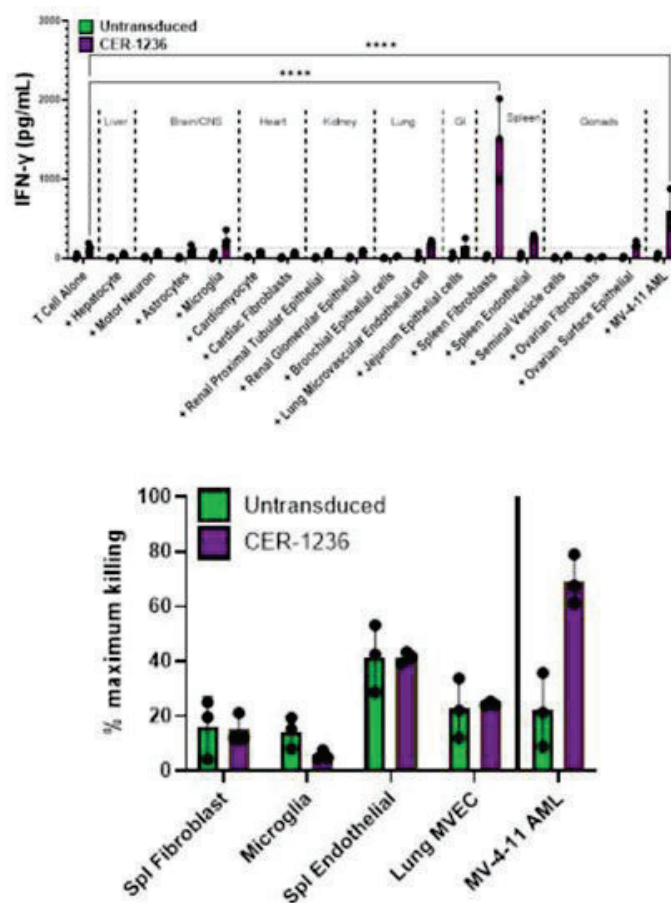 3000
Untransduced
CER-1236
****
****
IFN-γ (pg/mL)
2000
1000
0
Liver
Brain/CNS
Heart
Kidney
Lung
GI
Spleen
Gonads
T Cell Alone
+ Hepatocyte
+ Motor Neuron
+ Astrocytes
+ Microglia
+ Cardiomyocyte
+ Cardiac Fibroblasts
+ Renal Proximal Tubular Epithelial
+ Renal Glomerular Epithelial
+ Bronchial Epithelial cells
+ Lung Microvascular Endothelial cell
+ Jejunum Epithelial cells
+ Spleen Fibroblasts
+ Spleen Endothelial
+ Seminal Vesicle cells
+ Ovarian Fibroblasts
+ Ovarian Surface Epithelial
+ MV-4-11 AML
% maximum killing
100
80
60
40
20
0
Untransduced
CER-1236
Spl Fibroblast
Microglia
Spl Endothelial
Lung MVEC
MV-4-11 AML